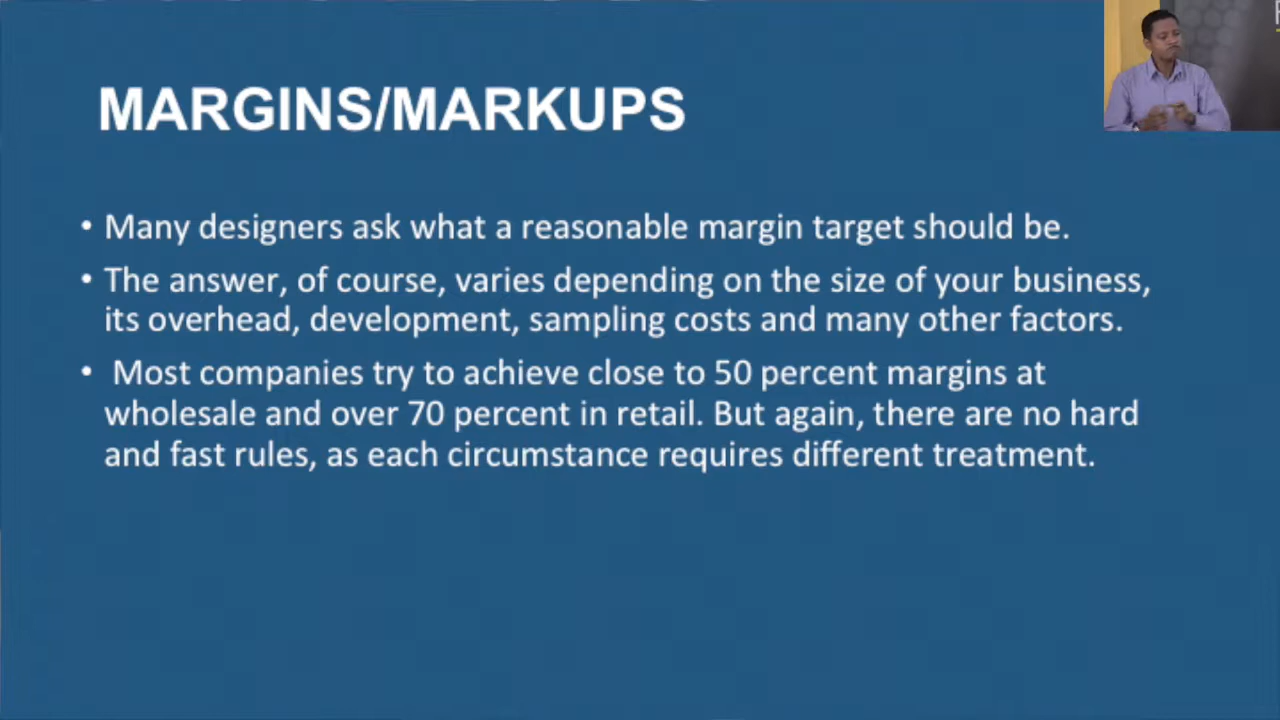 MARGINS/MARKUPS
• Many designers ask what a reasonable margin target should be.
• The answer, of course, varies depending on the size of your business,
its overhead, development, sampling costs and many other factors.
• Most companies try to achieve close to 50 percent margins at
wholesale and over 70 percent in retail. But again, there are no hard
and fast rules, as each circumstance requires different treatment.